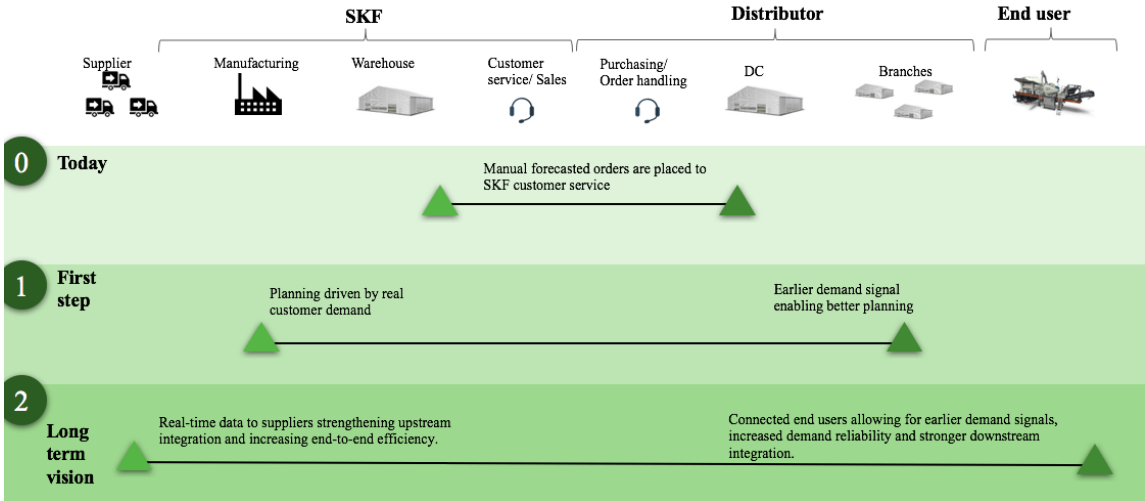 SKF
Distributor
End user
Supplier
Manufacturing
Warehouse
Customer
service/ Sales
Purchasing/
Order handling
DC
Branches
0
Today
Manual forecasted orders are placed to
SKF customer service
1
First
step
Planning driven by real
customer demand
Earlier demand signal
enabling better planning
2
Long
term
vision
Real-time data to suppliers strengthening upstream
integration and increasing end-to-end efficiency.
Connected end users allowing for earlier demand signals,
increased demand reliability and stronger downstream
integration.